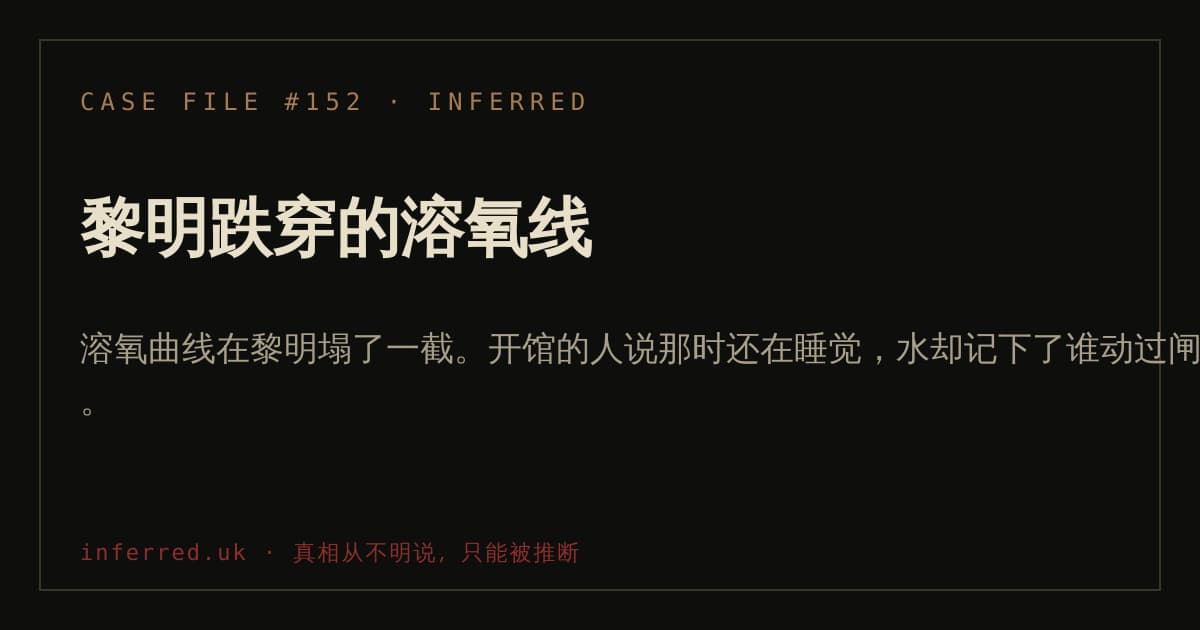 CASE FILE #152 · INFERRED
黎明跌穿的溶氧线
溶氧曲线在黎明塌了一截。开馆的人说那时还在睡觉，水却记下了谁动过闸
。
inferred.uk · 真相从不明说，只能被推断